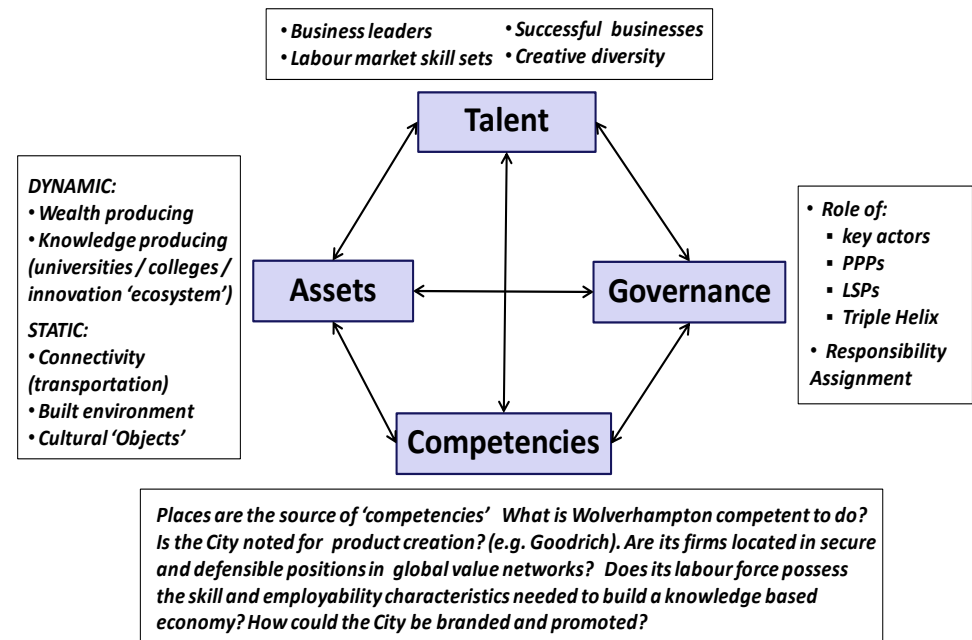 • Business leaders • Successful businesses
• Labour market skill sets • Creative diversity
Talent
DYNAMIC:
• Wealth producing
• Knowledge producing
(universities / colleges /
innovation ‘ecosystem’)
STATIC:
• Connectivity
(transportation)
• Built environment
• Cultural ‘Objects’
Assets
Governance
• Role of:
▪ key actors
▪ PPPs
▪ LSPs
▪ Triple Helix
• Responsibility
Assignment
Competencies
Places are the source of ‘competencies’ What is Wolverhampton competent to do?
Is the City noted for product creation? (e.g. Goodrich). Are its firms located in secure
and defensible positions in global value networks? Does its labour force possess
the skill and employability characteristics needed to build a knowledge based
economy? How could the City be branded and promoted?